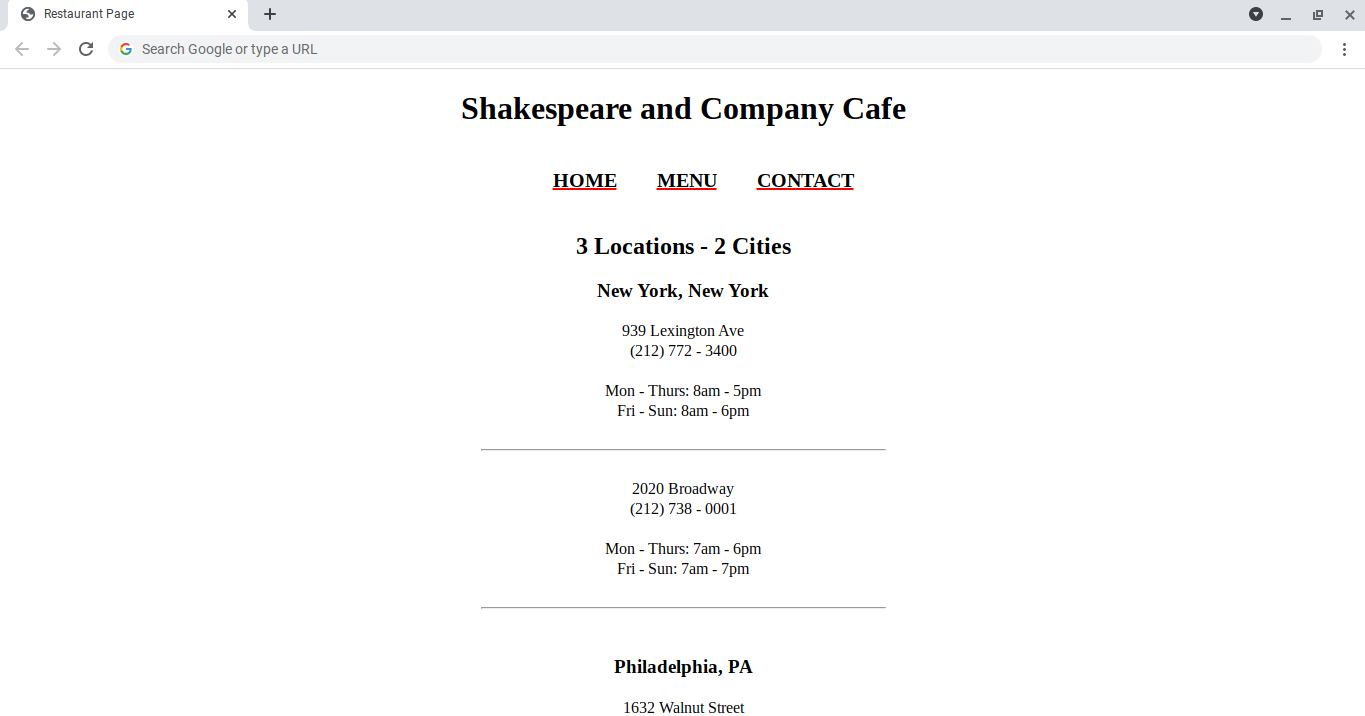 Restaurant Page
Search Google or type a URL
Shakespeare and Company Cafe
HOME MENU CONTACT
3 Locations - 2 Cities
New York, New York
939 Lexington Ave
(212) 772 - 3400
Mon - Thurs: 8am - 5pm
Fri - Sun: 8am - 6pm
2020 Broadway
(212) 738 - 0001
Mon - Thurs: 7am - 6pm
Fri - Sun: 7am - 7pm
Philadelphia, PA
1632 Walnut Street